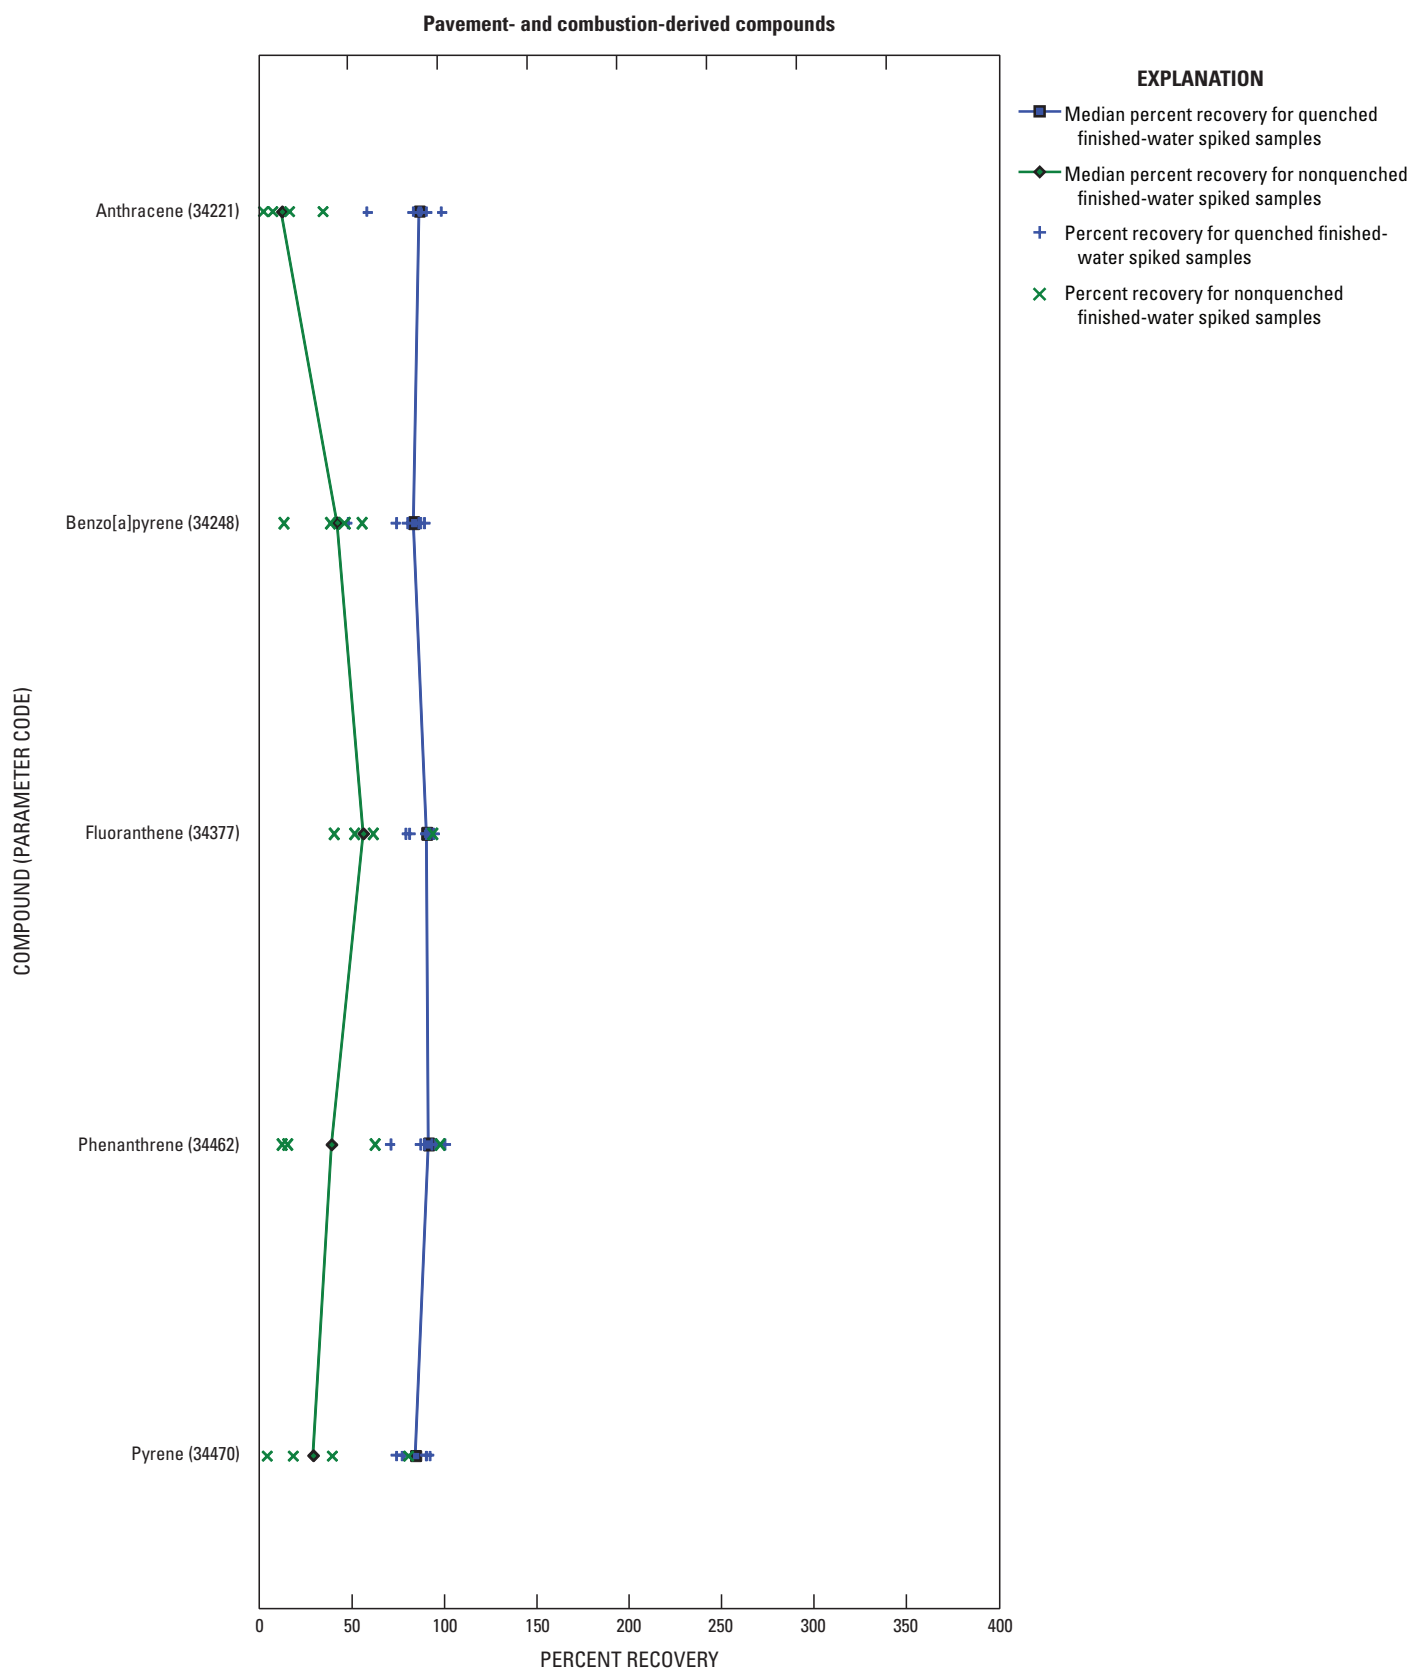 Pavement- and combustion-derived compounds
EXPLANATION
Median percent recovery for quenched
finished-water spiked samples
Median percent recovery for nonquenched
finished-water spiked samples
Percent recovery for quenched finished-
water spiked samples
Percent recovery for nonquenched
finished-water spiked samples
COMPOUND (PARAMETER CODE)
Anthracene (34221)
Benzo[a]pyrene (34248)
Fluoranthene (34377)
Phenanthrene (34462)
Pyrene (34470)
0 50 100 150 200 250 300 350 400
PERCENT RECOVERY